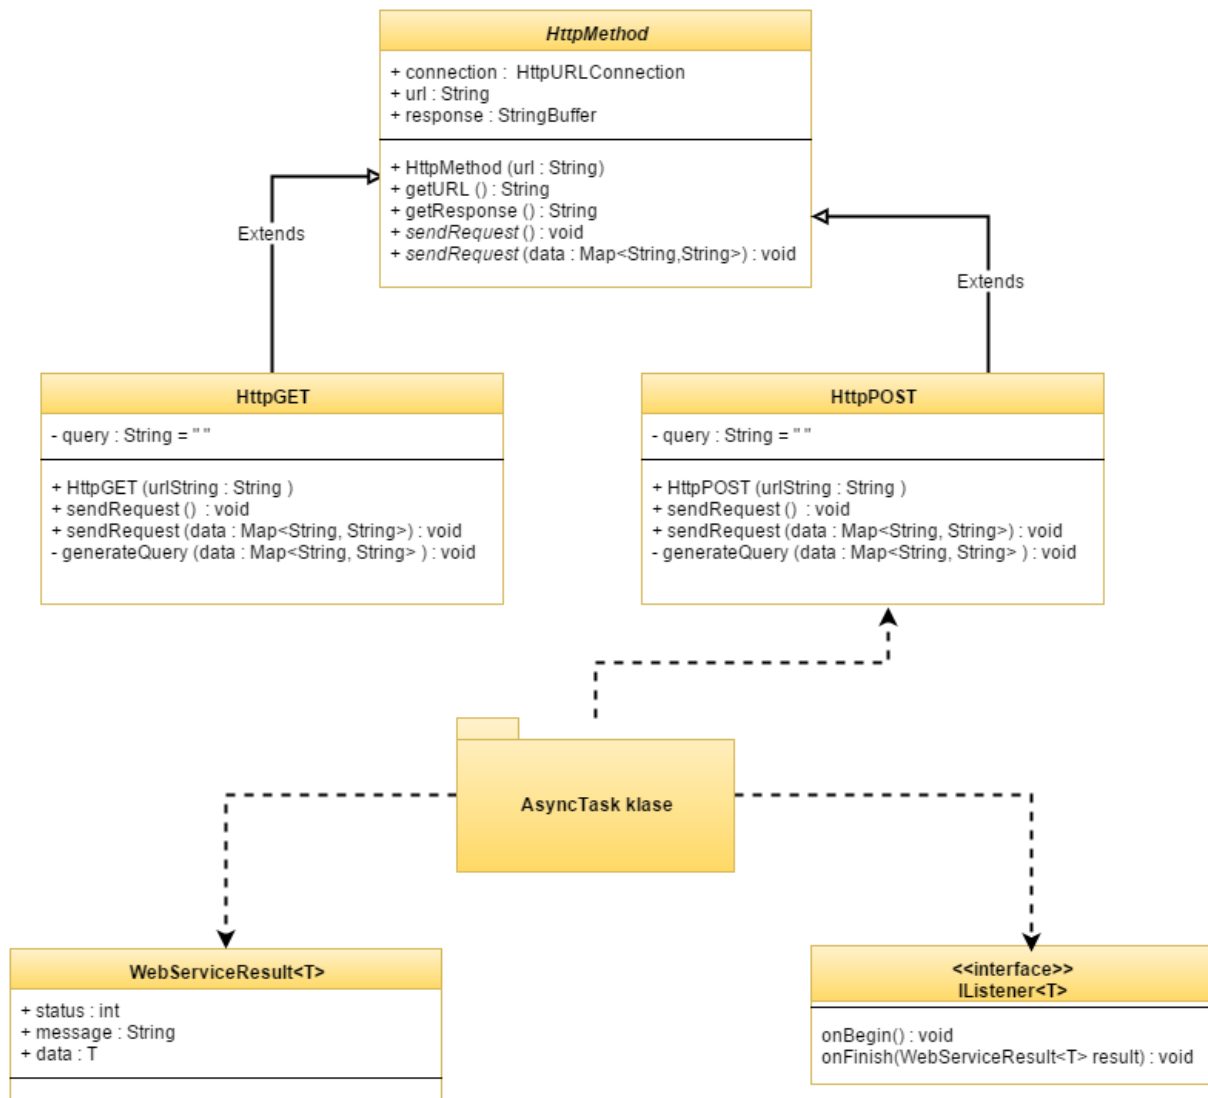 HttpMethod
+ connection : HttpURLConnection
+ url : String
+ response : StringBuffer
+ HttpMethod (url : String)
+ getURL () : String
+ getResponse () : String
+ sendRequest () : void
+ sendRequest (data : Map<String,String>) : void
Extends
Extends
HttpGET
- query : String = " "
+ HttpGET (urlString : String )
+ sendRequest () : void
+ sendRequest (data : Map<String, String>) : void
- generateQuery (data : Map<String, String> ) : void
HttpPOST
- query : String = " "
+ HttpPOST (urlString : String )
+ sendRequest () : void
+ sendRequest (data : Map<String, String>) : void
- generateQuery (data : Map<String, String> ) : void
AsyncTask klase
WebServiceResult<T>
+ status : int
+ message : String
+ data : T
<<interface>>
IListener<T>
onBegin() : void
onFinish(WebServiceResult<T> result) : void